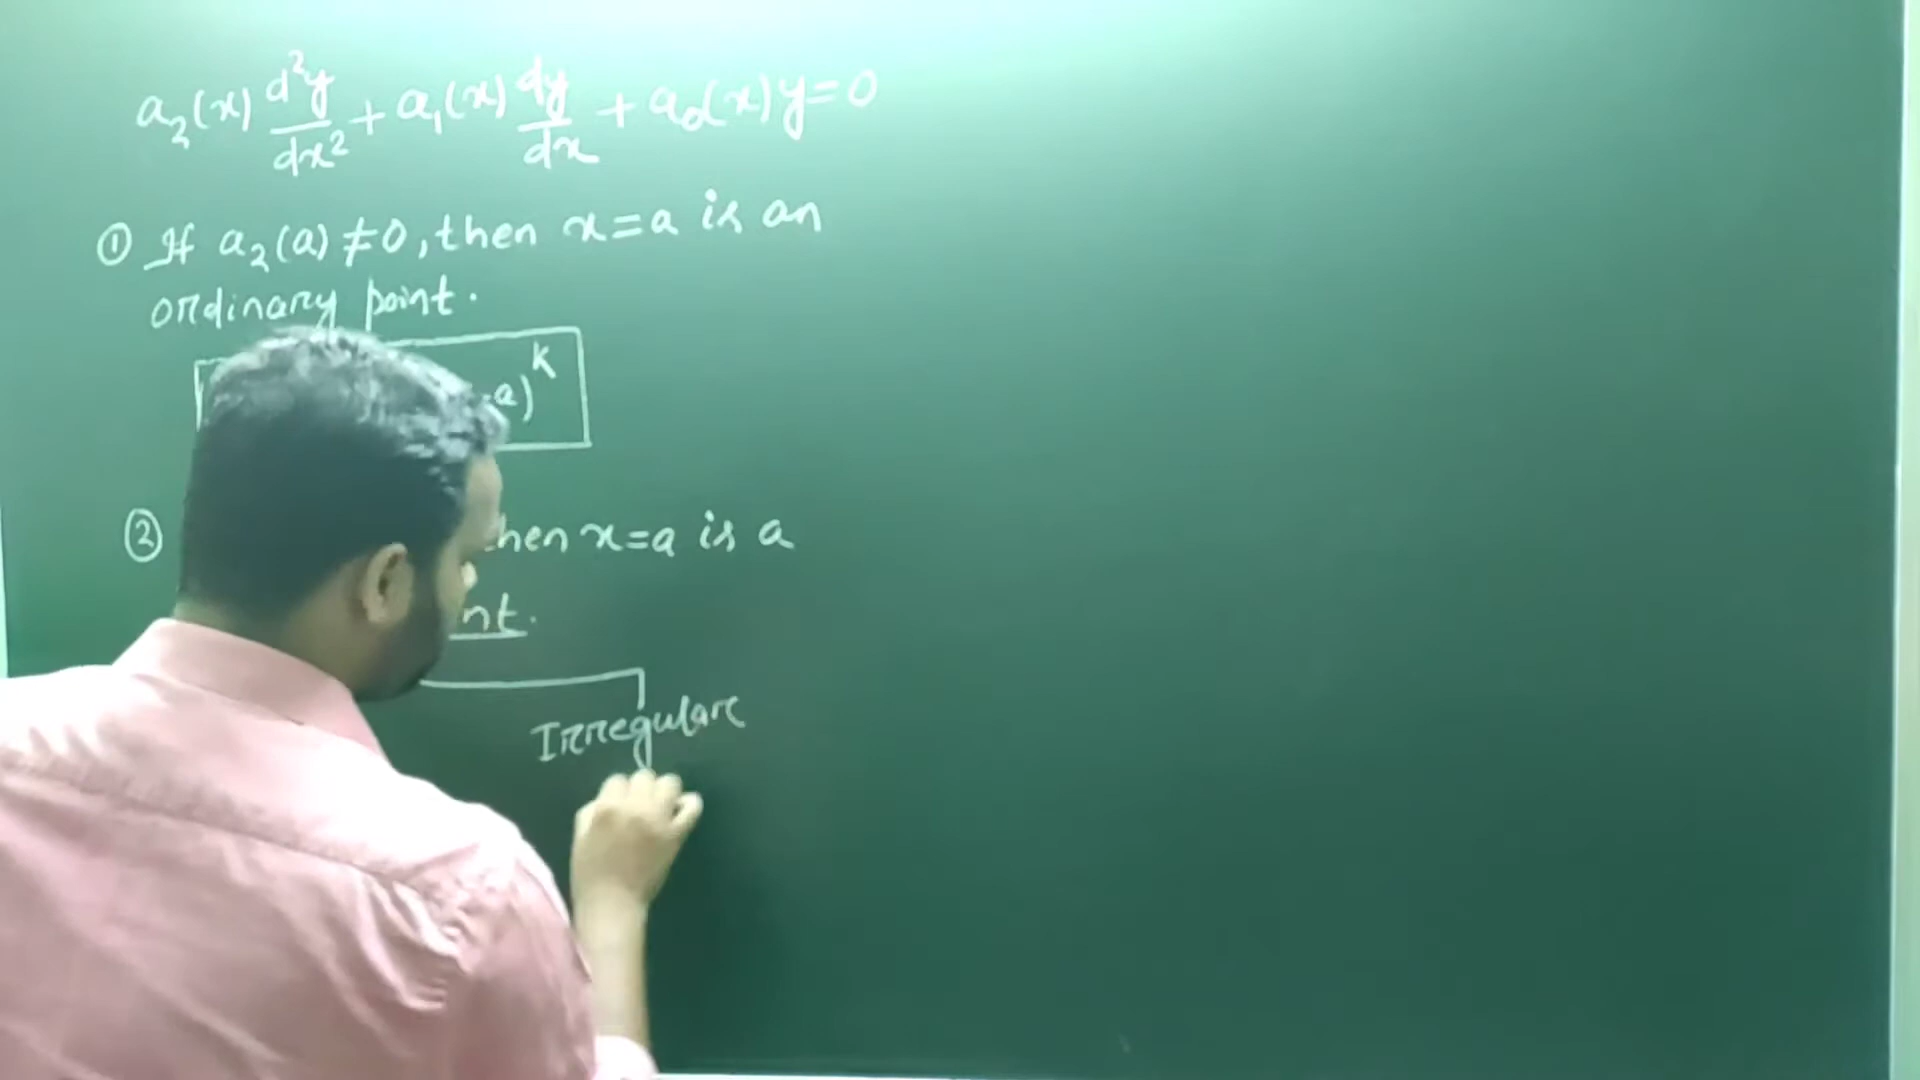 a₂(x) d²y/dx² + a₁(x) dy/dx + a₀(x)y=0
① If a₂(a) ≠ 0, then x=a is an
ordinary point.
a)ᵏ
② then x=a is a
Irregular